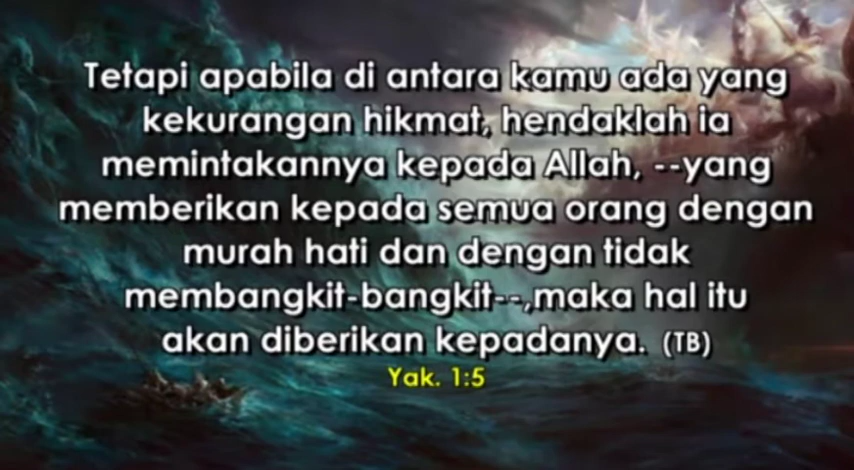 Tetapi apabila di antara kamu ada yang
kekurangan hikmat, hendaklah ia
memintakannya kepada Allah, --yang
memberikan kepada semua orang dengan
murah hati dan dengan tidak
membangkit-bangkit--,maka hal itu
akan diberikan kepadanya. (TB)
Yak. 1:5